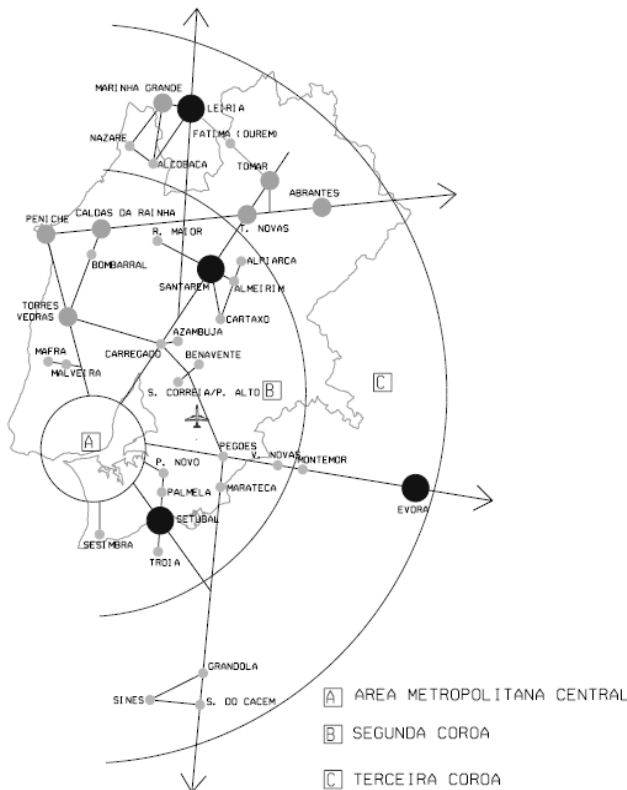 MARINHA GRANDE
LEIRIA
FATIMA (OUREM)
NAZARE
ALCOBACA
TOMAR
ABRANTES
PENICHE
CALDAS DA RAINHA
T. NOVAS
R. MAIOR
BOMBARRAL
ALPIARCA
SANTAREM
ALMEIRIM
TORRES
VEDRAS
CARTAXO
AZAMBUJA
CARREGADO
MAFRA
MALVEIRA
BENAVENTE
S. CORREIA/P. ALTO
B
C
A
PEGOES
P. NOVO
V. NOVAS
MONTEMOR
PALMELA
MARATECA
EVORA
SETUBAL
SESIMBRA
TROIA
GRANDOLA
SINES
S. DO CACEM
A AREA METROPOLITANA CENTRAL
B SEGUNDA COROA
C TERCEIRA COROA